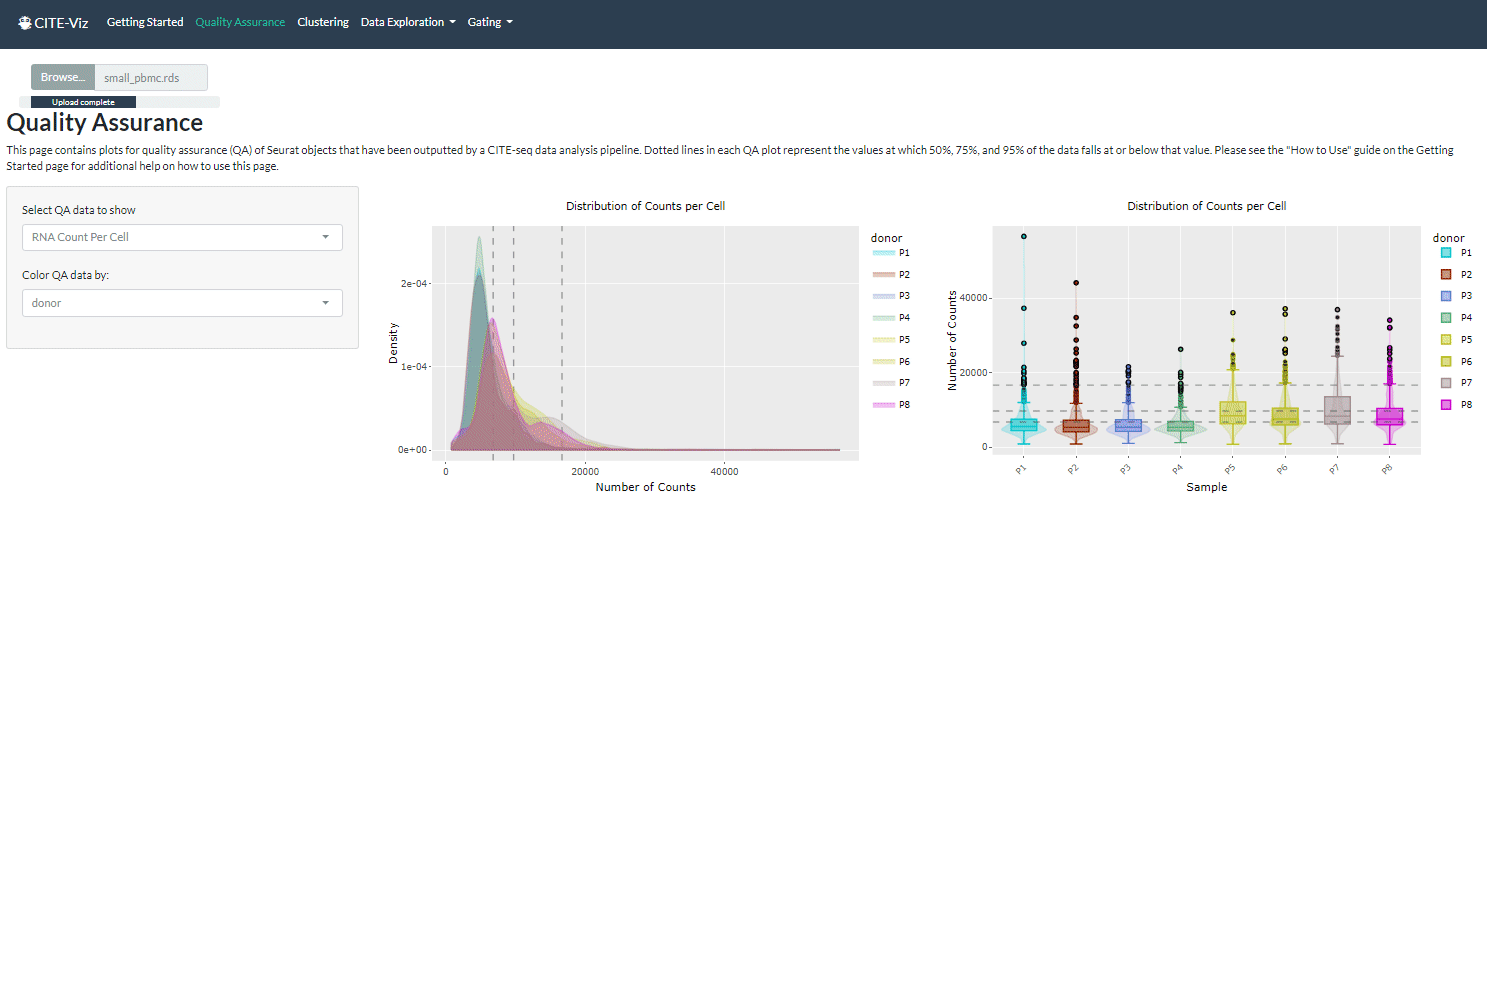 CITE-Viz Getting Started Quality Assurance Clustering Data Exploration Gating
Browse... small_pbmc.rds
Upload complete
Quality Assurance
This page contains plots for quality assurance (QA) of Seurat objects that have been outputted by a CITE-seq data analysis pipeline. Dotted lines in each QA plot represent the values at which 50%, 75%, and 95% of the data falls at or below that value. Please see the "How to Use" guide on the Getting
Started page for additional help on how to use this page.
Select QA data to show
RNA Count Per Cell
Color QA data by:
donor
Distribution of Counts per Cell
Density
2e-04
1e-04
0e+00
0 20000 40000
Number of Counts
donor
P1
P2
P3
P4
P5
P6
P7
P8
Distribution of Counts per Cell
Number of Counts
40000
20000
0
P1 P2 P3 P4 P5 P6 P7 P8
Sample
donor
P1
P2
P3
P4
P5
P6
P7
P8